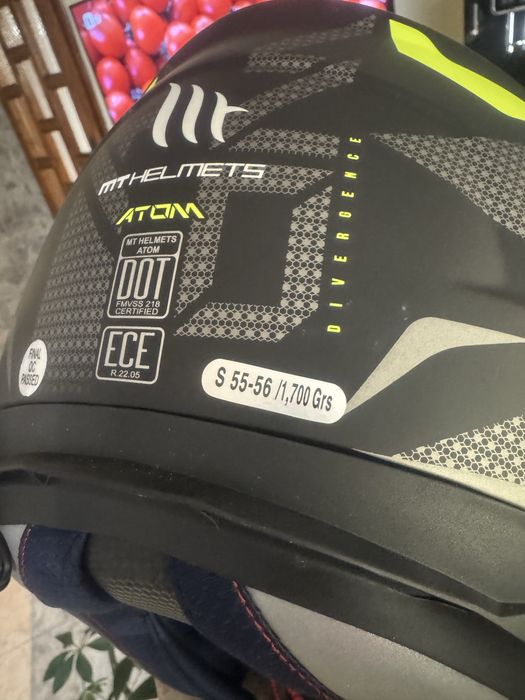 MT HELMETS
ATOM
DIVERGENCE
MT HELMETS
ATOM
DOT
FMVSS 218
CERTIFIED
ECE
R.22.05
FINAL
QC
PASSED
S 55-56 /1,700 Grs